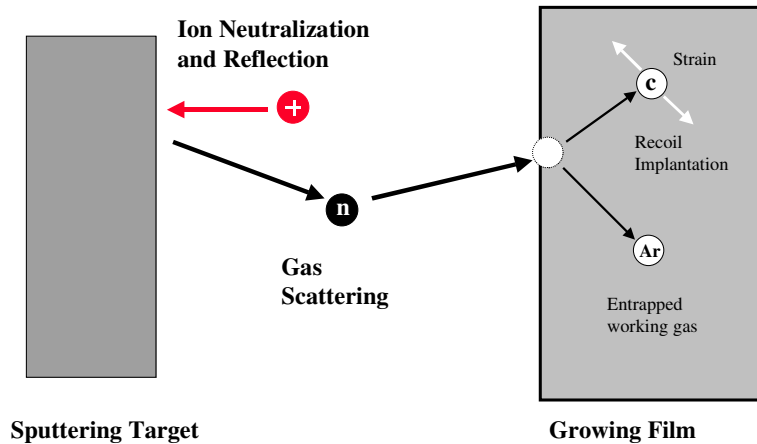 Ion Neutralization
and Reflection
+
n
Gas
Scattering
Strain
c
Recoil
Implantation
Ar
Entrapped
working gas
Sputtering Target
Growing Film